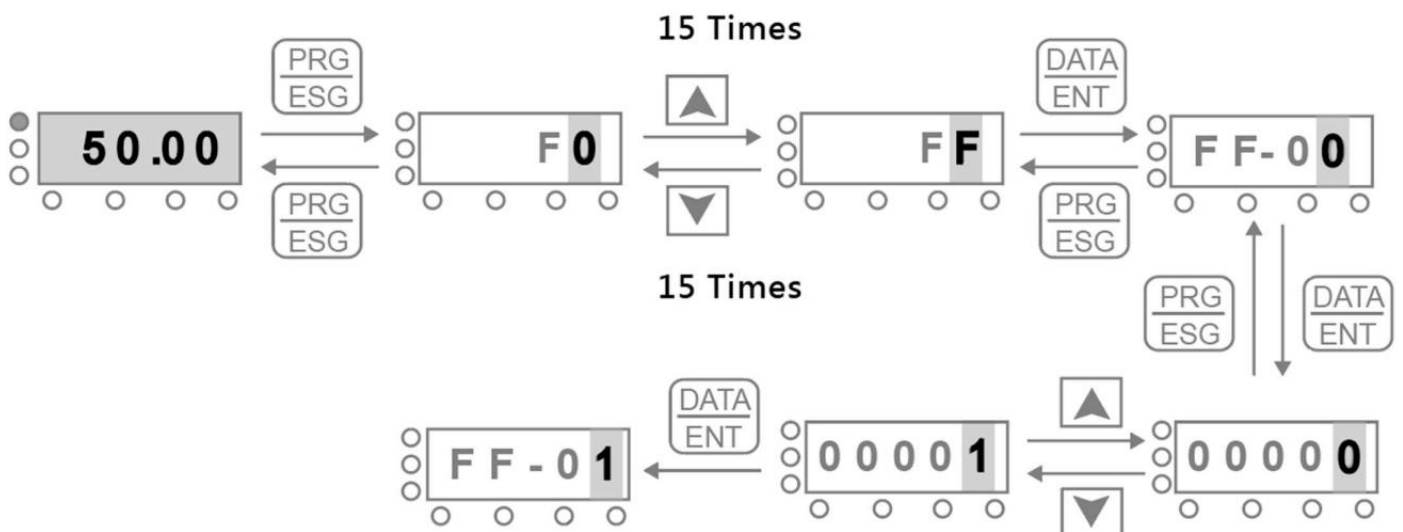 15 Times
PRG
ESG
DATA
ENT
50.00
F0
FF
FF-00
PRG
ESG
PRG
ESG
15 Times
PRG
ESG
DATA
ENT
DATA
ENT
FF-01
00001
00000